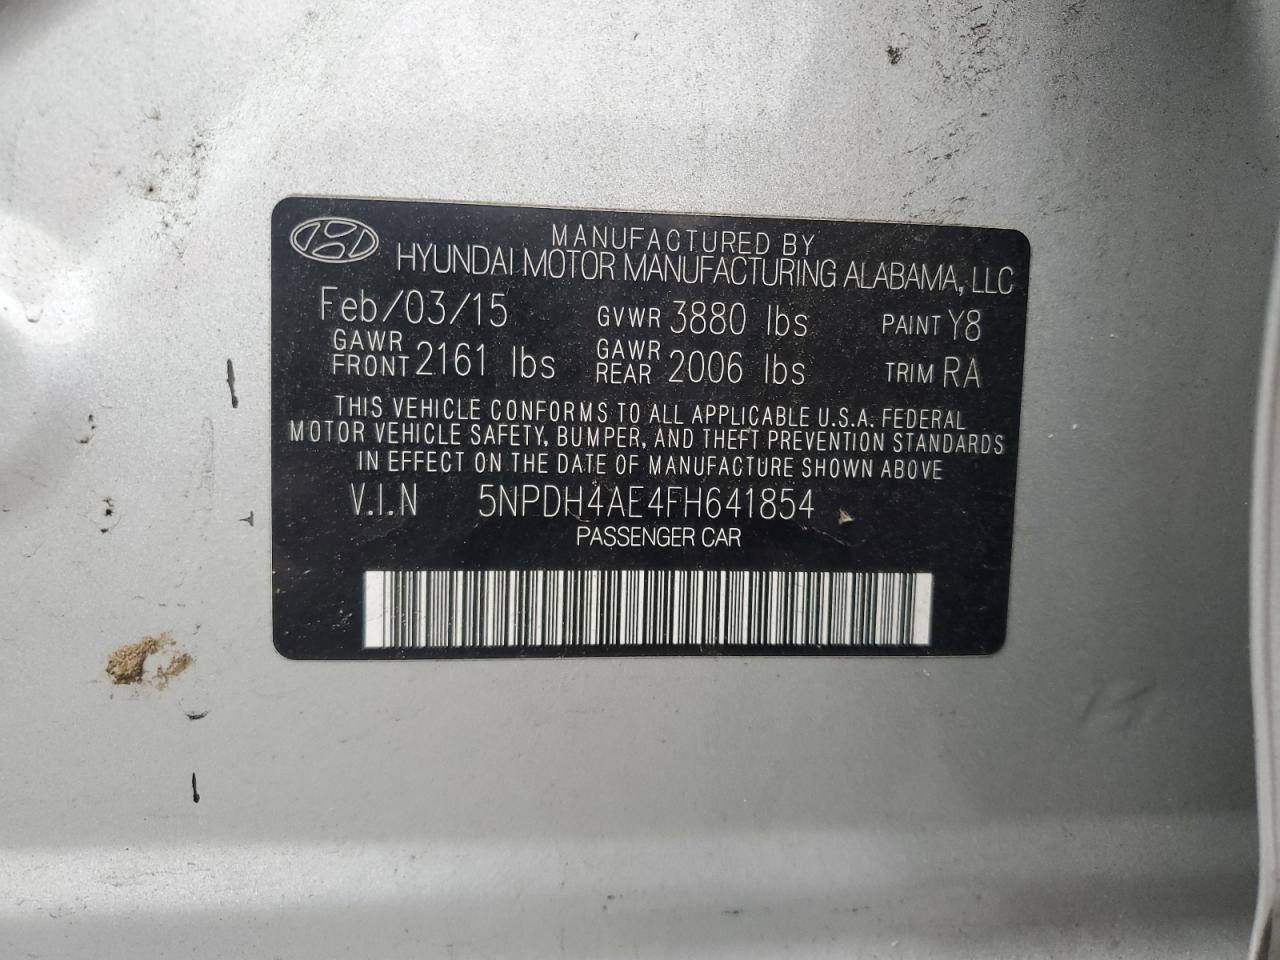 MANUFACTURED BY
HYUNDAI MOTOR MANUFACTURING ALABAMA, LLC
Feb/03/15 GVWR 3880 lbs PAINT Y8
GAWR FRONT 2161 lbs GAWR REAR 2006 lbs TRIM RA
THIS VEHICLE CONFORMS TO ALL APPLICABLE U.S.A. FEDERAL
MOTOR VEHICLE SAFETY, BUMPER, AND THEFT PREVENTION STANDARDS
IN EFFECT ON THE DATE OF MANUFACTURE SHOWN ABOVE
V.I.N 5NPDH4AE4FH641854
PASSENGER CAR